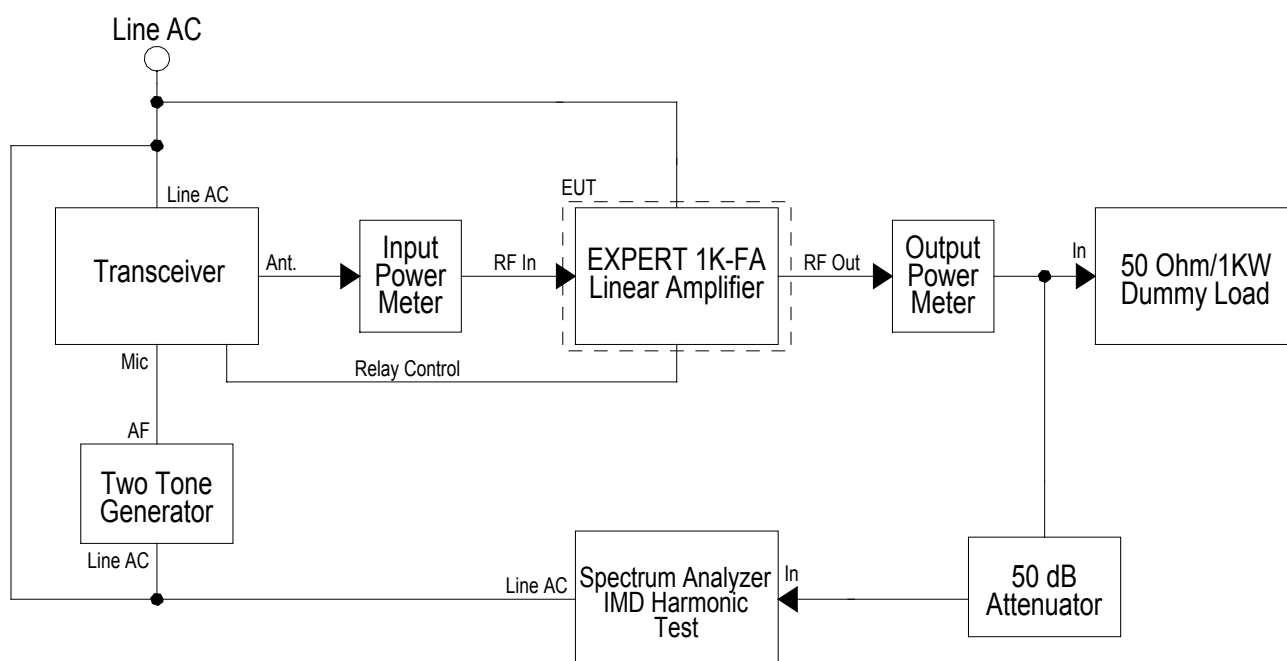 Line AC
Line AC
EUT
Transceiver
Ant.
Input
Power
Meter
RF In
EXPERT 1K-FA
Linear Amplifier
RF Out
Output
Power
Meter
In
50 Ohm/1KW
Dummy Load
Mic
Relay Control
AF
Two Tone
Generator
Line AC
Line AC
Spectrum Analyzer
IMD Harmonic
Test
In
50 dB
Attenuator